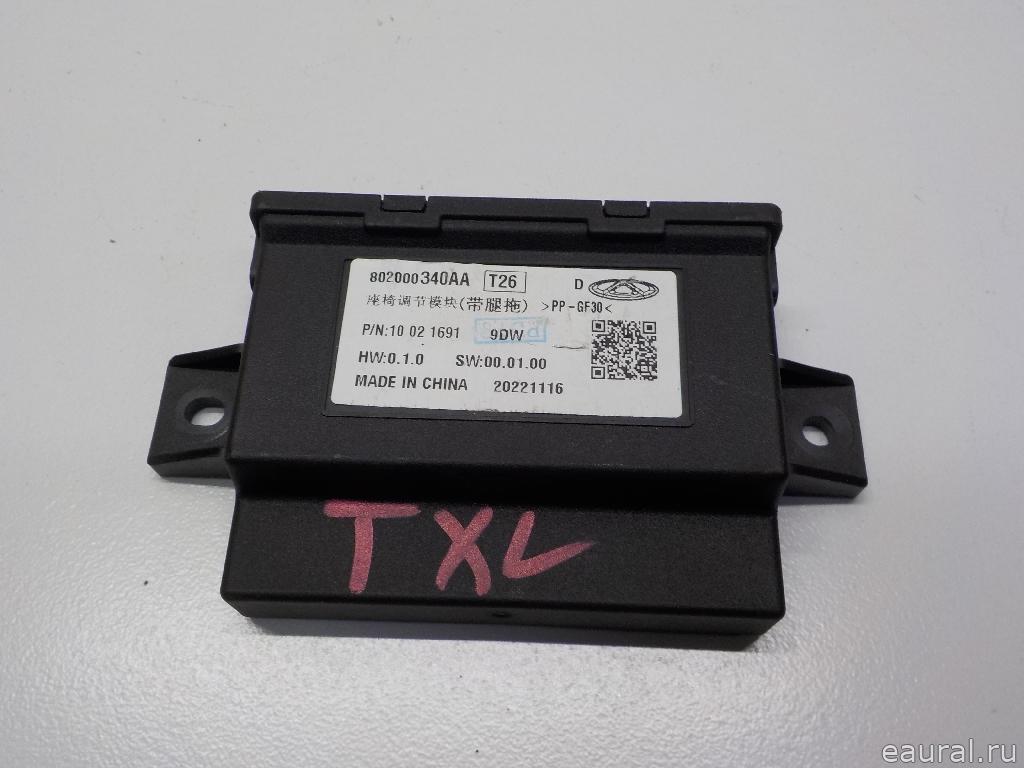 802000340AA T26 D
座椅调节模块(带腿拖) >PP-GF30<
P/N:10 02 1691 9DW
HW:0.1.0 SW:00.01.00
MADE IN CHINA 20221116
TXL
eaural.ru